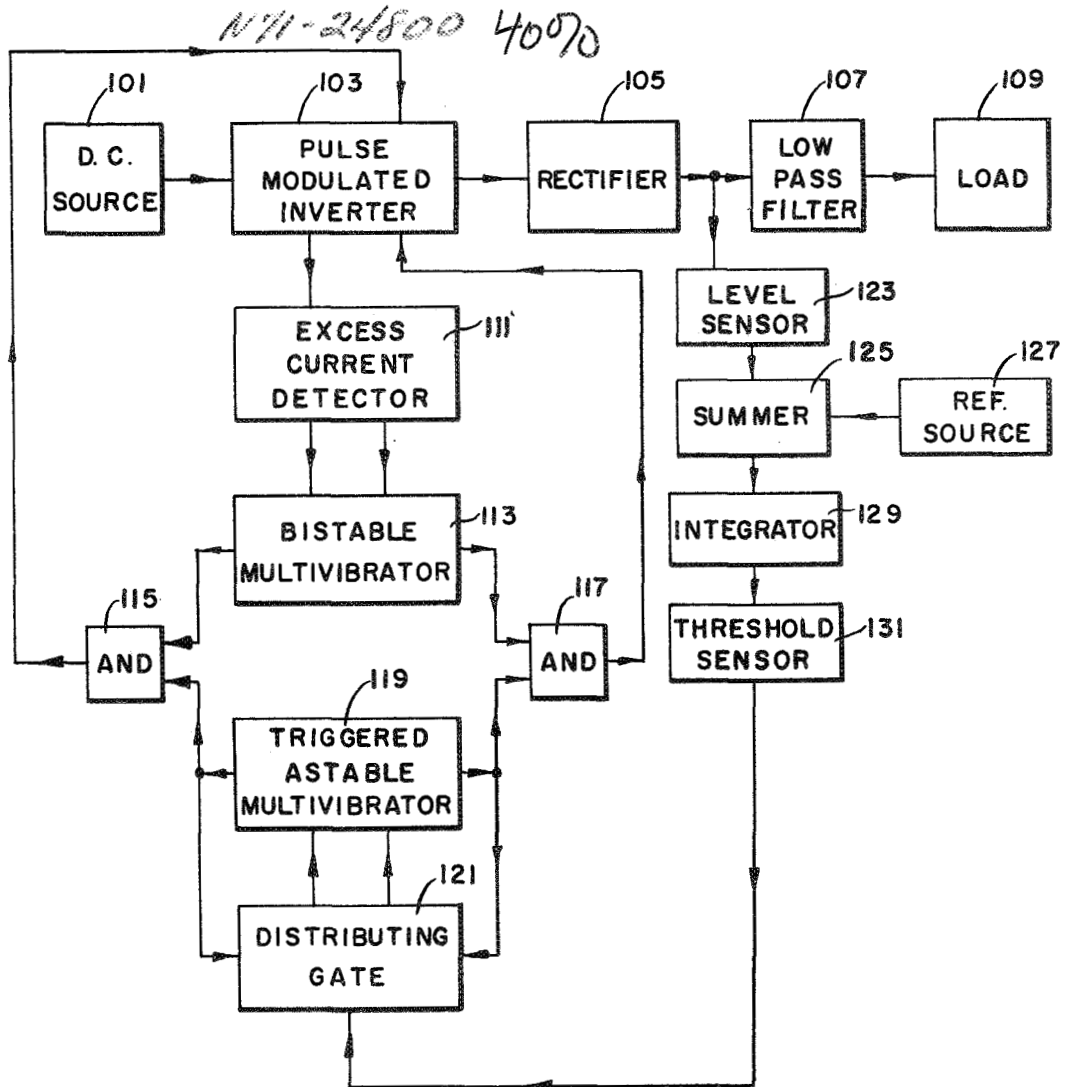 N71-24800 40%
101
103
105
107
109
D. C.
SOURCE
PULSE
MODULATED
INVERTER
RECTIFIER
LOW
PASS
FILTER
LOAD
EXCESS
CURRENT
DETECTOR
111
LEVEL
SENSOR
123
125
127
SUMMER
REF.
SOURCE
BISTABLE
MULTIVIBRATOR
113
INTEGRATOR
129
115
AND
117
AND
THRESHOLD
SENSOR
131
119
TRIGGERED
ASTABLE
MULTIVIBRATOR
121
DISTRIBUTING
GATE